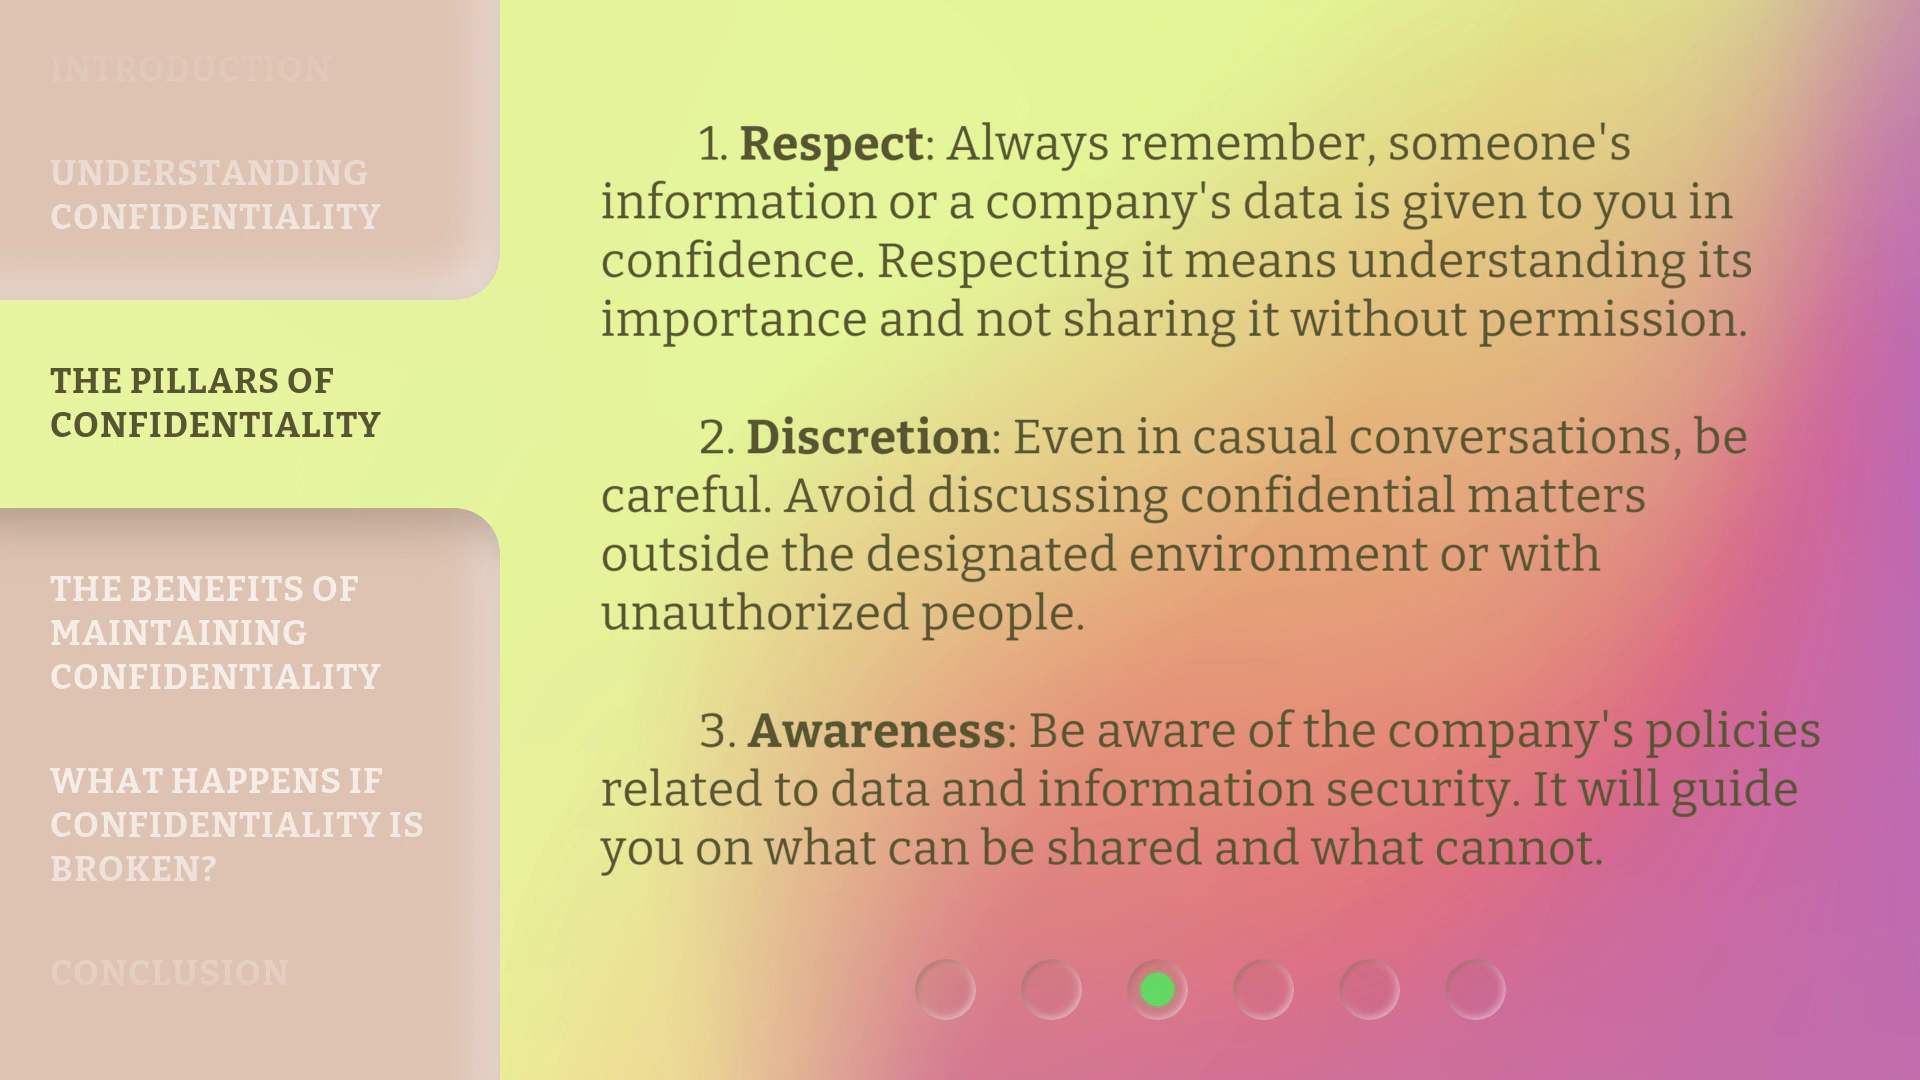 INTRODUCTION
UNDERSTANDING
CONFIDENTIALITY
THE PILLARS OF
CONFIDENTIALITY
THE BENEFITS OF
MAINTAINING
CONFIDENTIALITY
WHAT HAPPENS IF
CONFIDENTIALITY IS
BROKEN?
CONCLUSION
1. Respect: Always remember, someone's
information or a company's data is given to you in
confidence. Respecting it means understanding its
importance and not sharing it without permission.
2. Discretion: Even in casual conversations, be
careful. Avoid discussing confidential matters
outside the designated environment or with
unauthorized people.
3. Awareness: Be aware of the company's policies
related to data and information security. It will guide
you on what can be shared and what cannot.